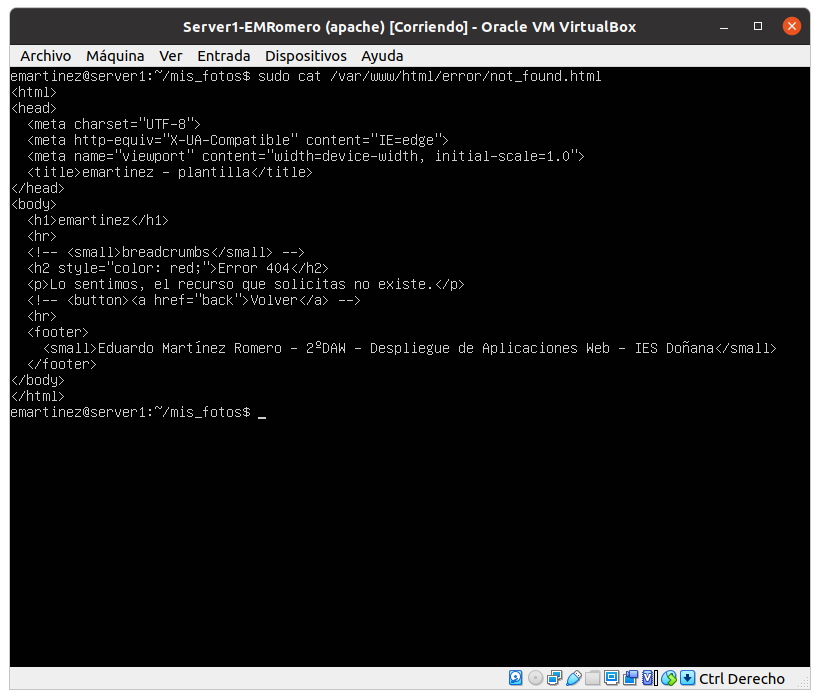 Server1-EMRomero (apache) [Corriendo] - Oracle VM VirtualBox
Archivo Máquina Ver Entrada Dispositivos Ayuda
emartinez@server1:~/mis_fotos$ sudo cat /var/www/html/error/not_found.html
<html>
<head>
  <meta charset="UTF-8">
  <meta http-equiv="X-UA-Compatible" content="IE=edge">
  <meta name="viewport" content="width=device-width, initial-scale=1.0">
  <title>emartinez - plantilla</title>
</head>
<body>
  <h1>emartinez</h1>
  <hr>
  <!-- <small>breadcrumbs</small> -->
  <h2 style="color: red;">Error 404</h2>
  <p>Lo sentimos, el recurso que solicitas no existe.</p>
  <!-- <button><a href="back">Volver</a> -->
  <hr>
  <footer>
    <small>Eduardo Martínez Romero - 2ºDAW - Despliegue de Aplicaciones Web - IES Doñana</small>
  </footer>
</body>
</html>
emartinez@server1:~/mis_fotos$ _
Ctrl Derecho